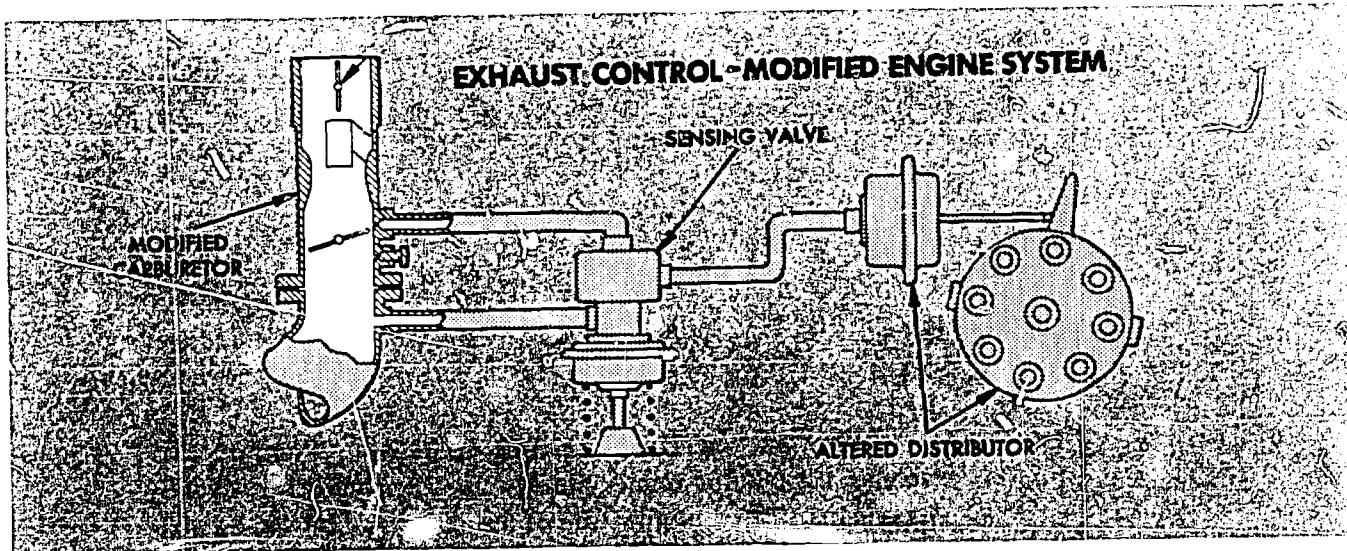 EXHAUST CONTROL-MODIFIED ENGINE SYSTEM
SENSING VALVE
MODIFIED
CARBURETOR
ALTERED DISTRIBUTOR